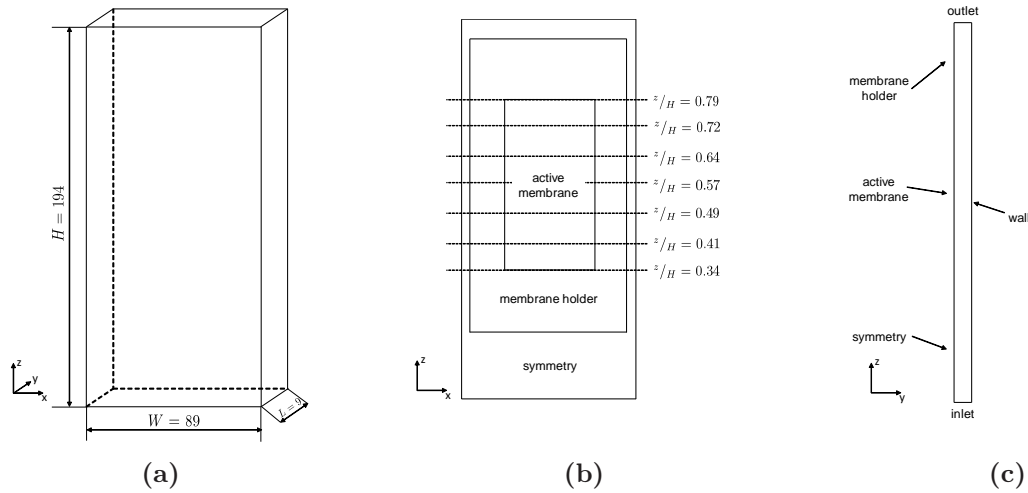 H = 194
W = 89
L = 9
z
y
x
(a)
z/H = 0.79
z/H = 0.72
z/H = 0.64
active
membrane
z/H = 0.57
z/H = 0.49
z/H = 0.41
z/H = 0.34
membrane holder
symmetry
z
x
(b)
outlet
membrane
holder
active
membrane
wall
symmetry
z
y
inlet
(c)